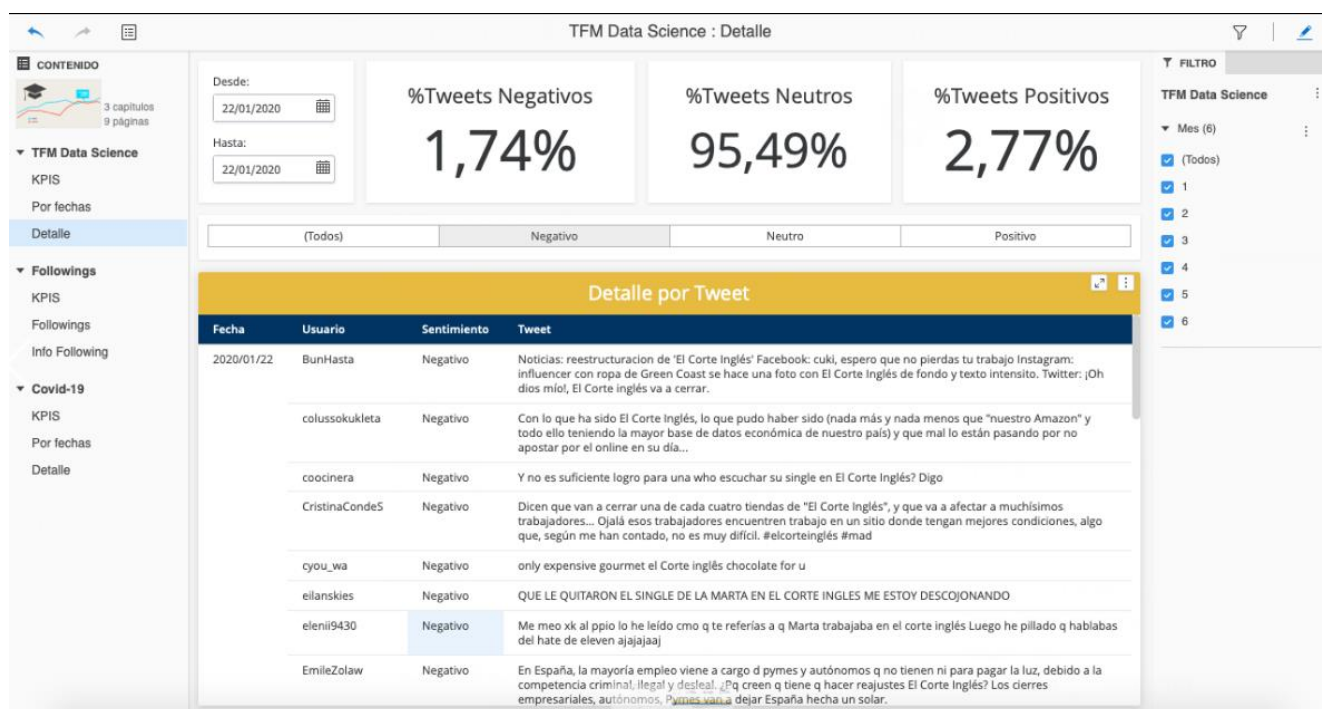 TFM Data Science : Detalle
CONTENIDO
3 capítulos
9 páginas
TFM Data Science
KPIS
Por fechas
Detalle
Followings
KPIS
Followings
Info Following
Covid-19
KPIS
Por fechas
Detalle
Desde:
22/01/2020
Hasta:
22/01/2020
%Tweets Negativos
1,74%
%Tweets Neutros
95,49%
%Tweets Positivos
2,77%
(Todos) Negativo Neutro Positivo
Detalle por Tweet
Fecha Usuario Sentimiento Tweet
2020/01/22 BunHasta Negativo Noticias: reestructuracion de 'El Corte Inglés' Facebook: cuki, espero que no pierdas tu trabajo Instagram:
influencer con ropa de Green Coast se hace una foto con El Corte Inglés de fondo y texto intensito. Twitter: ¡Oh
dios mío!, El Corte inglés va a cerrar.
colussokukleta Negativo Con lo que ha sido El Corte Inglés, lo que pudo haber sido (nada más y nada menos que "nuestro Amazon" y
todo ello teniendo la mayor base de datos económica de nuestro país) y que mal lo están pasando por no
apostar por el online en su día...
coocinera Negativo Y no es suficiente logro para una who escuchar su single en El Corte Inglés? Digo
CristinaCondeS Negativo Dicen que van a cerrar una de cada cuatro tiendas de "El Corte Inglés", y que va a afectar a muchísimos
trabajadores... Ojalá esos trabajadores encuentren trabajo en un sitio donde tengan mejores condiciones, algo
que, según me han contado, no es muy difícil. #elcorteinglés #mad
cyou_wa Negativo only expensive gourmet el Corte inglês chocolate for u
eilanskies Negativo QUE LE QUITARON EL SINGLE DE LA MARTA EN EL CORTE INGLES ME ESTOY DESCOJONANDO
elenii9430 Negativo Me meo xk al ppio lo he leído cmo q te referías a q Marta trabajaba en el corte inglés Luego he pillado q hablabas
del hate de eleven ajajajaaj
EmileZolaw Negativo En España, la mayoría empleo viene a cargo d pymes y autónomos q no tienen ni para pagar la luz, debido a la
competencia criminal, ilegal y desleal. ¿Pq creen q tiene q hacer reajustes El Corte Inglés? Los cierres
empresariales, autónomos, Pymes van a dejar España hecha un solar.
FILTRO
TFM Data Science
Mes (6)
(Todos)
1
2
3
4
5
6